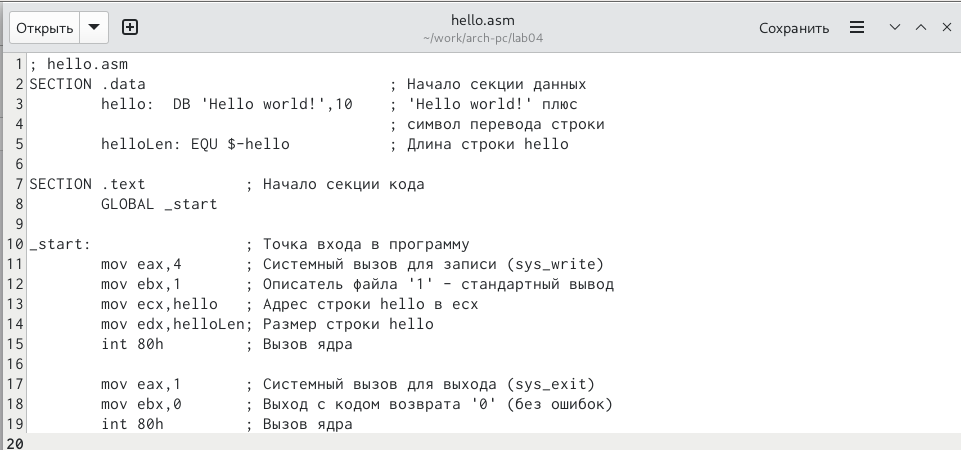 Открыть
hello.asm
~/work/arch-pc/lab04
Сохранить
1 ; hello.asm
2 SECTION .data                           ; Начало секции данных
3         hello:  DB 'Hello world!',10    ; 'Hello world!' плюс
4                                         ; символ перевода строки
5         helloLen: EQU $-hello           ; Длина строки hello
6
7 SECTION .text           ; Начало секции кода
8         GLOBAL _start
9
10 _start:                 ; Точка входа в программу
11         mov eax,4       ; Системный вызов для записи (sys_write)
12         mov ebx,1       ; Описатель файла '1' - стандартный вывод
13         mov ecx,hello   ; Адрес строки hello в ecx
14         mov edx,helloLen; Размер строки hello
15         int 80h         ; Вызов ядра
16
17         mov eax,1       ; Системный вызов для выхода (sys_exit)
18         mov ebx,0       ; Выход с кодом возврата '0' (без ошибок)
19         int 80h         ; Вызов ядра
20